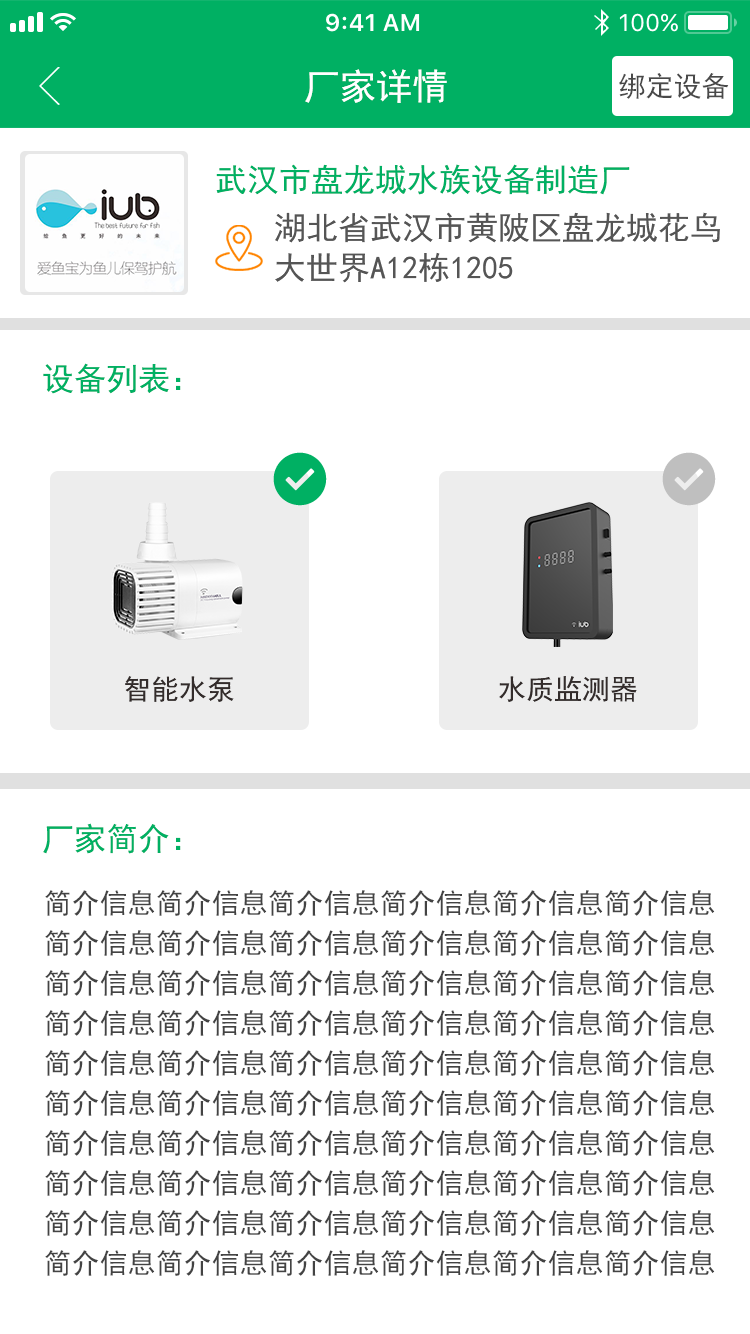 9:41 AM
100%
厂家详情
绑定设备
iub
The best Future For Fish
给 鱼 更 好 的 未 来
爱鱼宝为鱼儿保驾护航
武汉市盘龙城水族设备制造厂
湖北省武汉市黄陂区盘龙城花鸟
大世界A12栋1205
设备列表：
8888
iub
智能水泵
水质监测器
厂家简介：
简介信息简介信息简介信息简介信息简介信息简介信息
简介信息简介信息简介信息简介信息简介信息简介信息
简介信息简介信息简介信息简介信息简介信息简介信息
简介信息简介信息简介信息简介信息简介信息简介信息
简介信息简介信息简介信息简介信息简介信息简介信息
简介信息简介信息简介信息简介信息简介信息简介信息
简介信息简介信息简介信息简介信息简介信息简介信息
简介信息简介信息简介信息简介信息简介信息简介信息
简介信息简介信息简介信息简介信息简介信息简介信息
简介信息简介信息简介信息简介信息简介信息简介信息